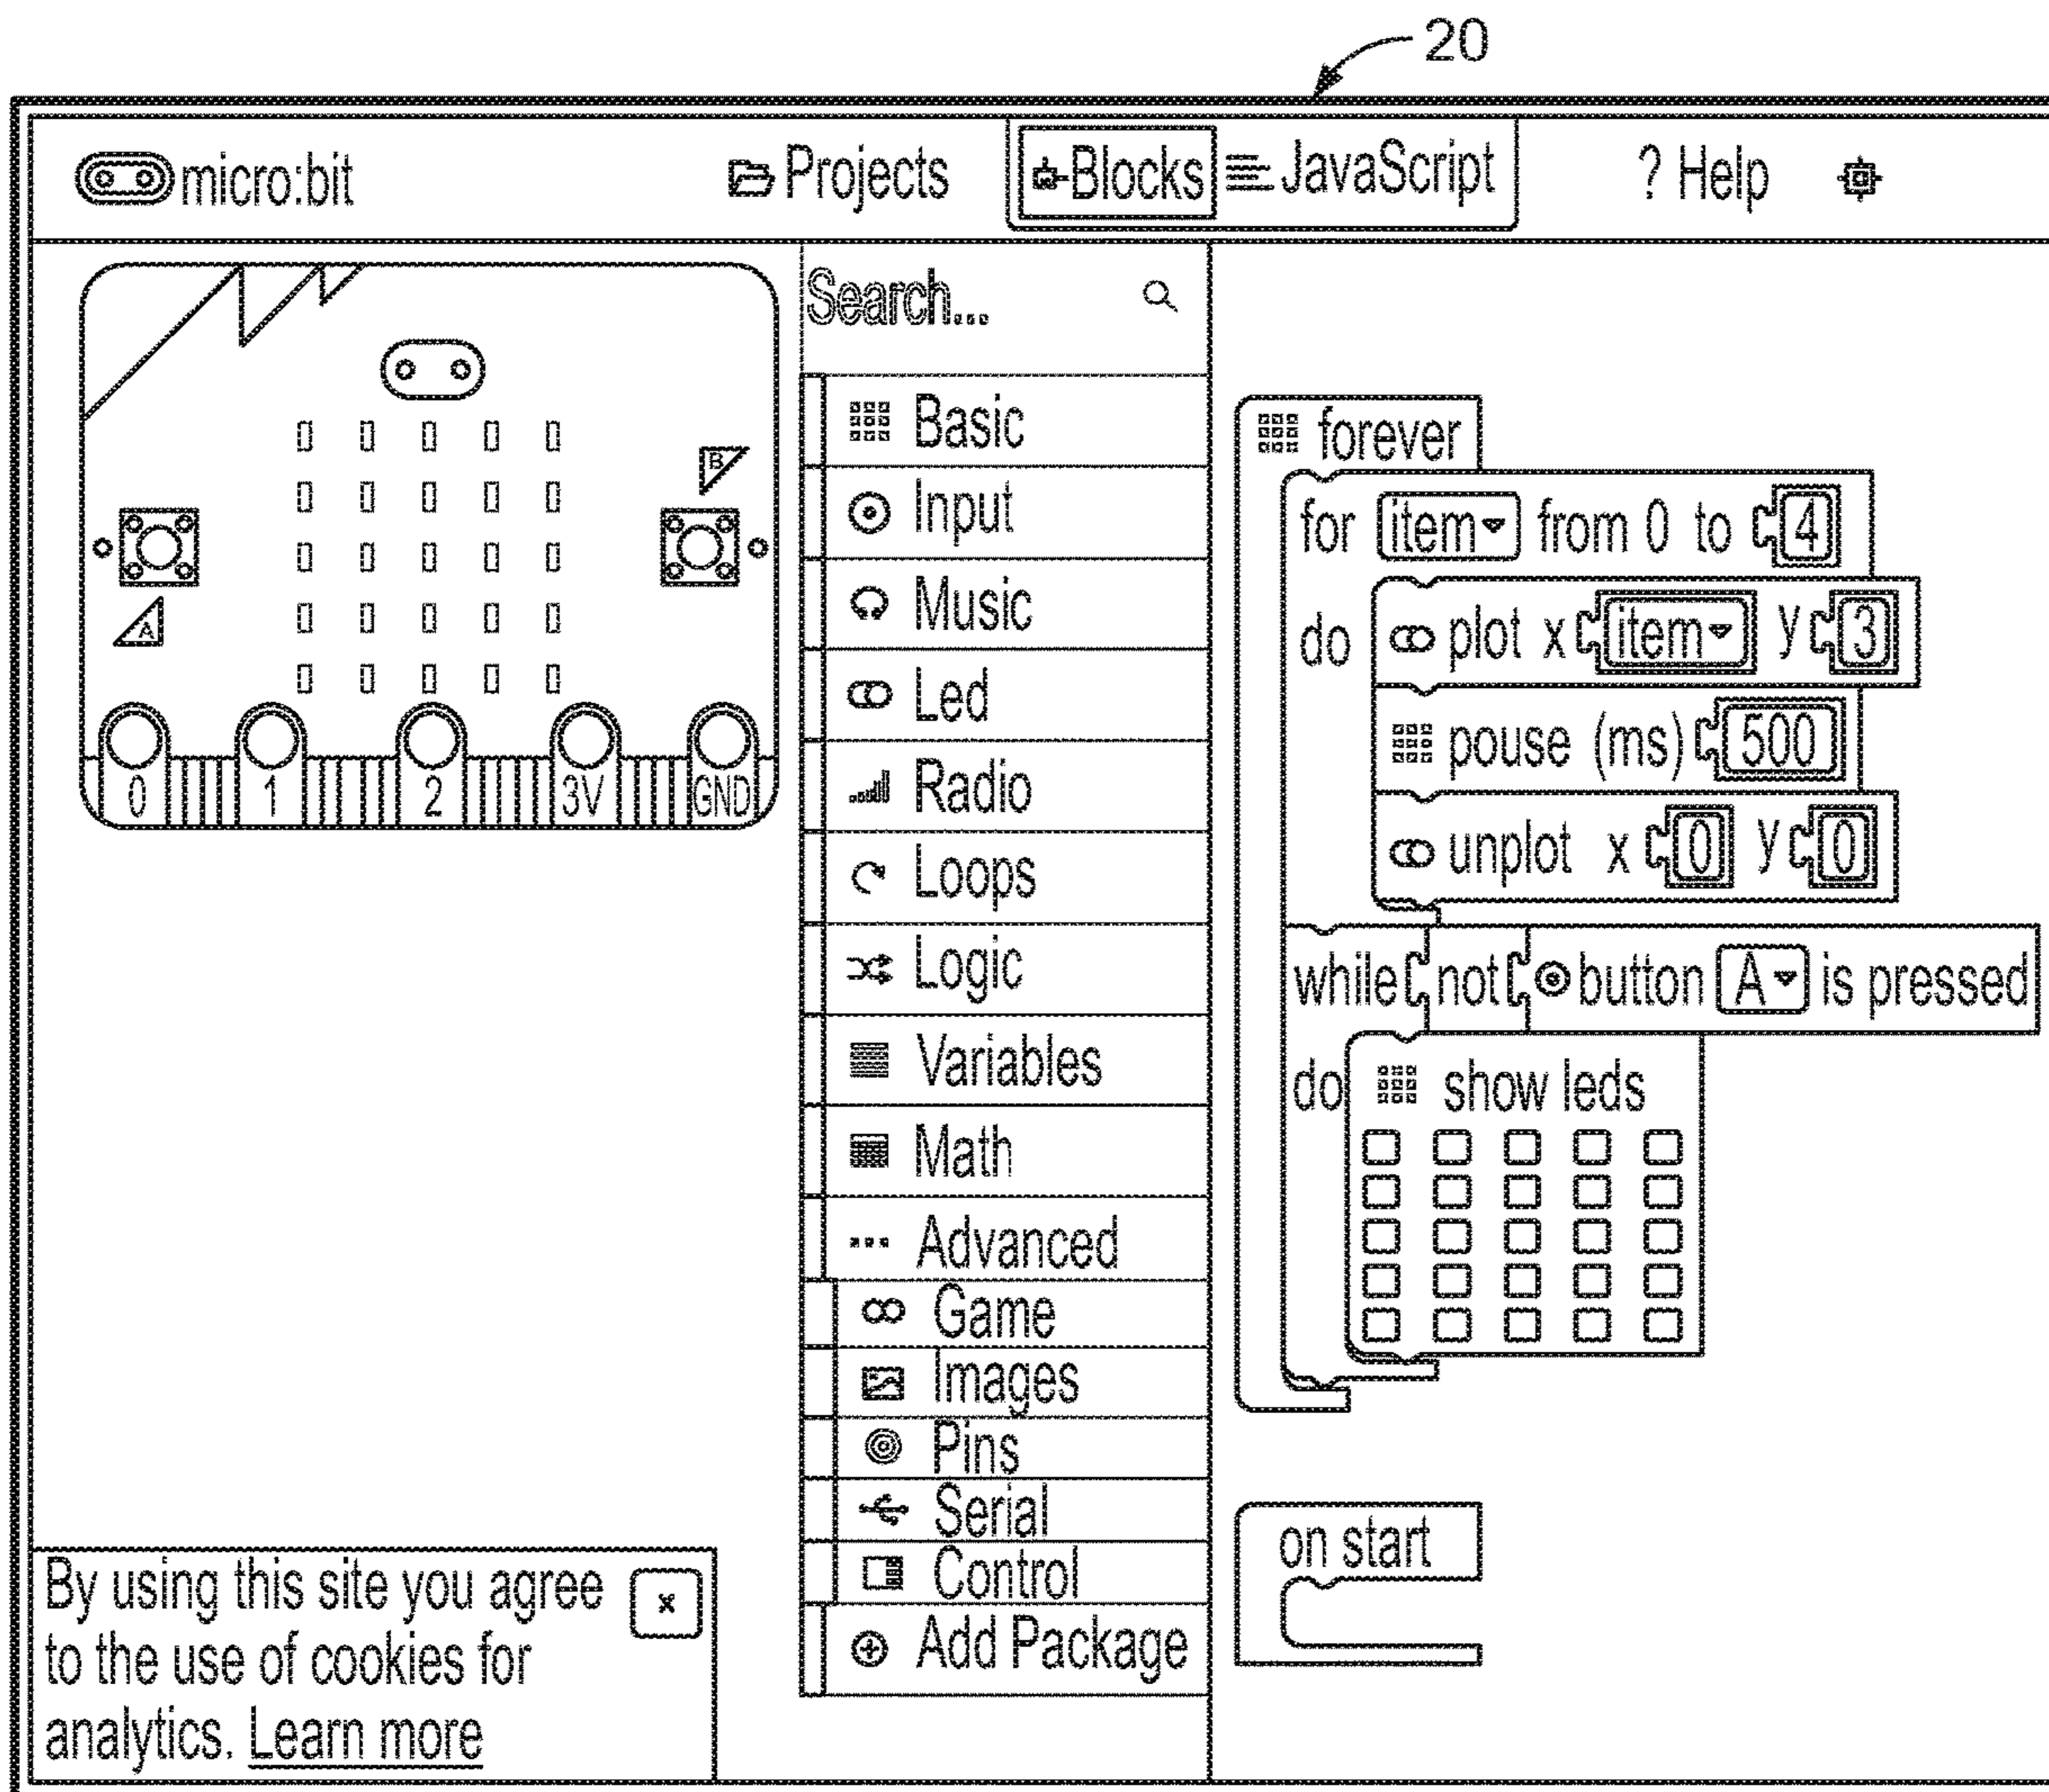 20
micro:bit Projects Blocks JavaScript ? Help
A
B
0 1 2 3V GND
Search...
Basic
Input
Music
Led
Radio
Loops
Logic
Variables
Math
Advanced
Game
Images
Pins
Serial
Control
Add Package
forever
for item from 0 to 4
do plot x item y 3
pouse (ms) 500
unplot x 0 y 0
while not button A is pressed
do show leds
on start
By using this site you agree
to the use of cookies for
analytics. Learn more
x